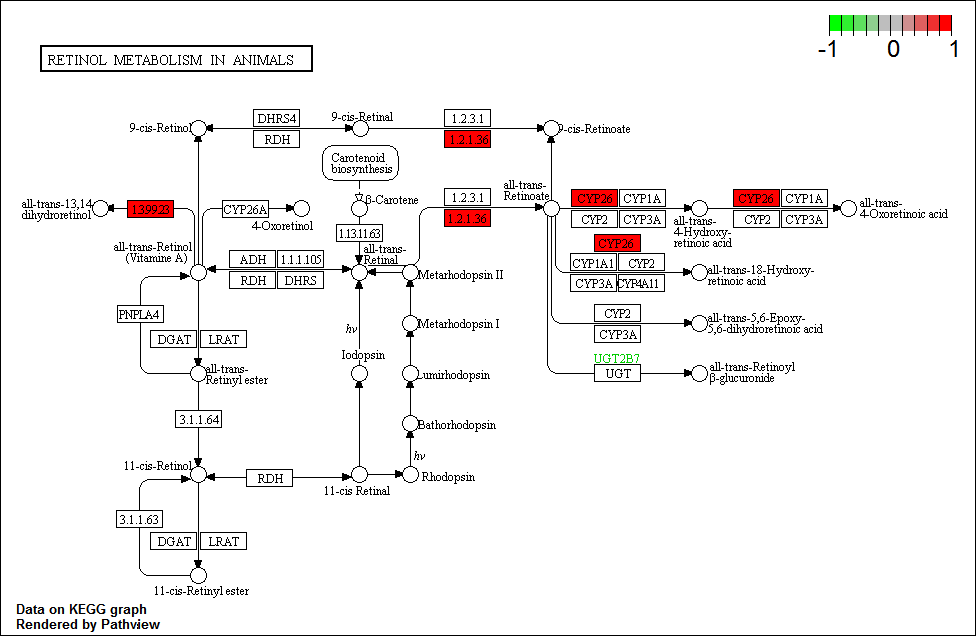 -1 0 1
RETINOL METABOLISM IN ANIMALS
9-cis-Retinol
DHRS4
RDH
9-cis-Retinal
1.2.3.1
1.2.1.36
9-cis-Retinoate
Carotenoid
biosynthesis
all-trans-13,14-
dihydroretinol
1.3.99.23
CYP26A
4-Oxoretinol
β-Carotene
1.13.11.63
1.2.3.1
1.2.1.36
all-trans-
Retinoate
CYP26
CYP1A
CYP2
CYP3A
all-trans-
4-Hydroxy-
retinoic acid
CYP26
CYP1A
CYP2
CYP3A
all-trans-
4-Oxoretinoic acid
all-trans-Retinol
(Vitamine A)
ADH
1.1.1.105
RDH
DHRS
all-trans-
Retinal
Metarhodopsin II
CYP26
CYP1A1
CYP2
CYP3A
CYP4A11
all-trans-18-Hydroxy-
retinoic acid
PNPLA4
DGAT
LRAT
hν
Metarhodopsin I
CYP2
CYP3A
all-trans-5,6-Epoxy-
5,6-dihydroretinoic acid
Iodopsin
all-trans-
Retinyl ester
Lumirhodopsin
UGT2B7
UGT
all-trans-Retinoyl
β-glucuronide
3.1.1.64
Bathorhodopsin
hν
11-cis-Retinol
RDH
11-cis Retinal
Rhodopsin
3.1.1.63
DGAT
LRAT
11-cis-Retinyl ester
Data on KEGG graph
Rendered by Pathview